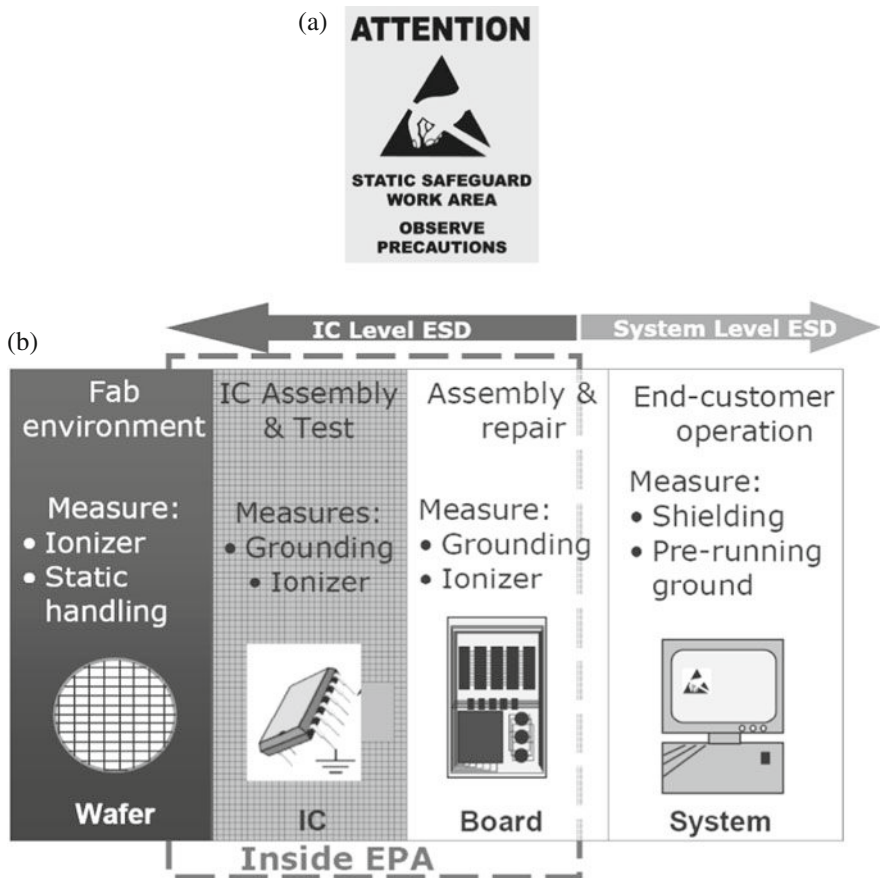 (a)
ATTENTION
STATIC SAFEGUARD
WORK AREA
OBSERVE
PRECAUTIONS
(b)
IC Level ESD
System Level ESD
Fab
environment
Measure:
• Ionizer
• Static
handling
Wafer
IC Assembly
& Test
Measures:
• Grounding
• Ionizer
IC
Assembly &
repair
Measure:
• Grounding
• Ionizer
Board
End-customer
operation
Measure:
• Shielding
• Pre-running
ground
System
Inside EPA